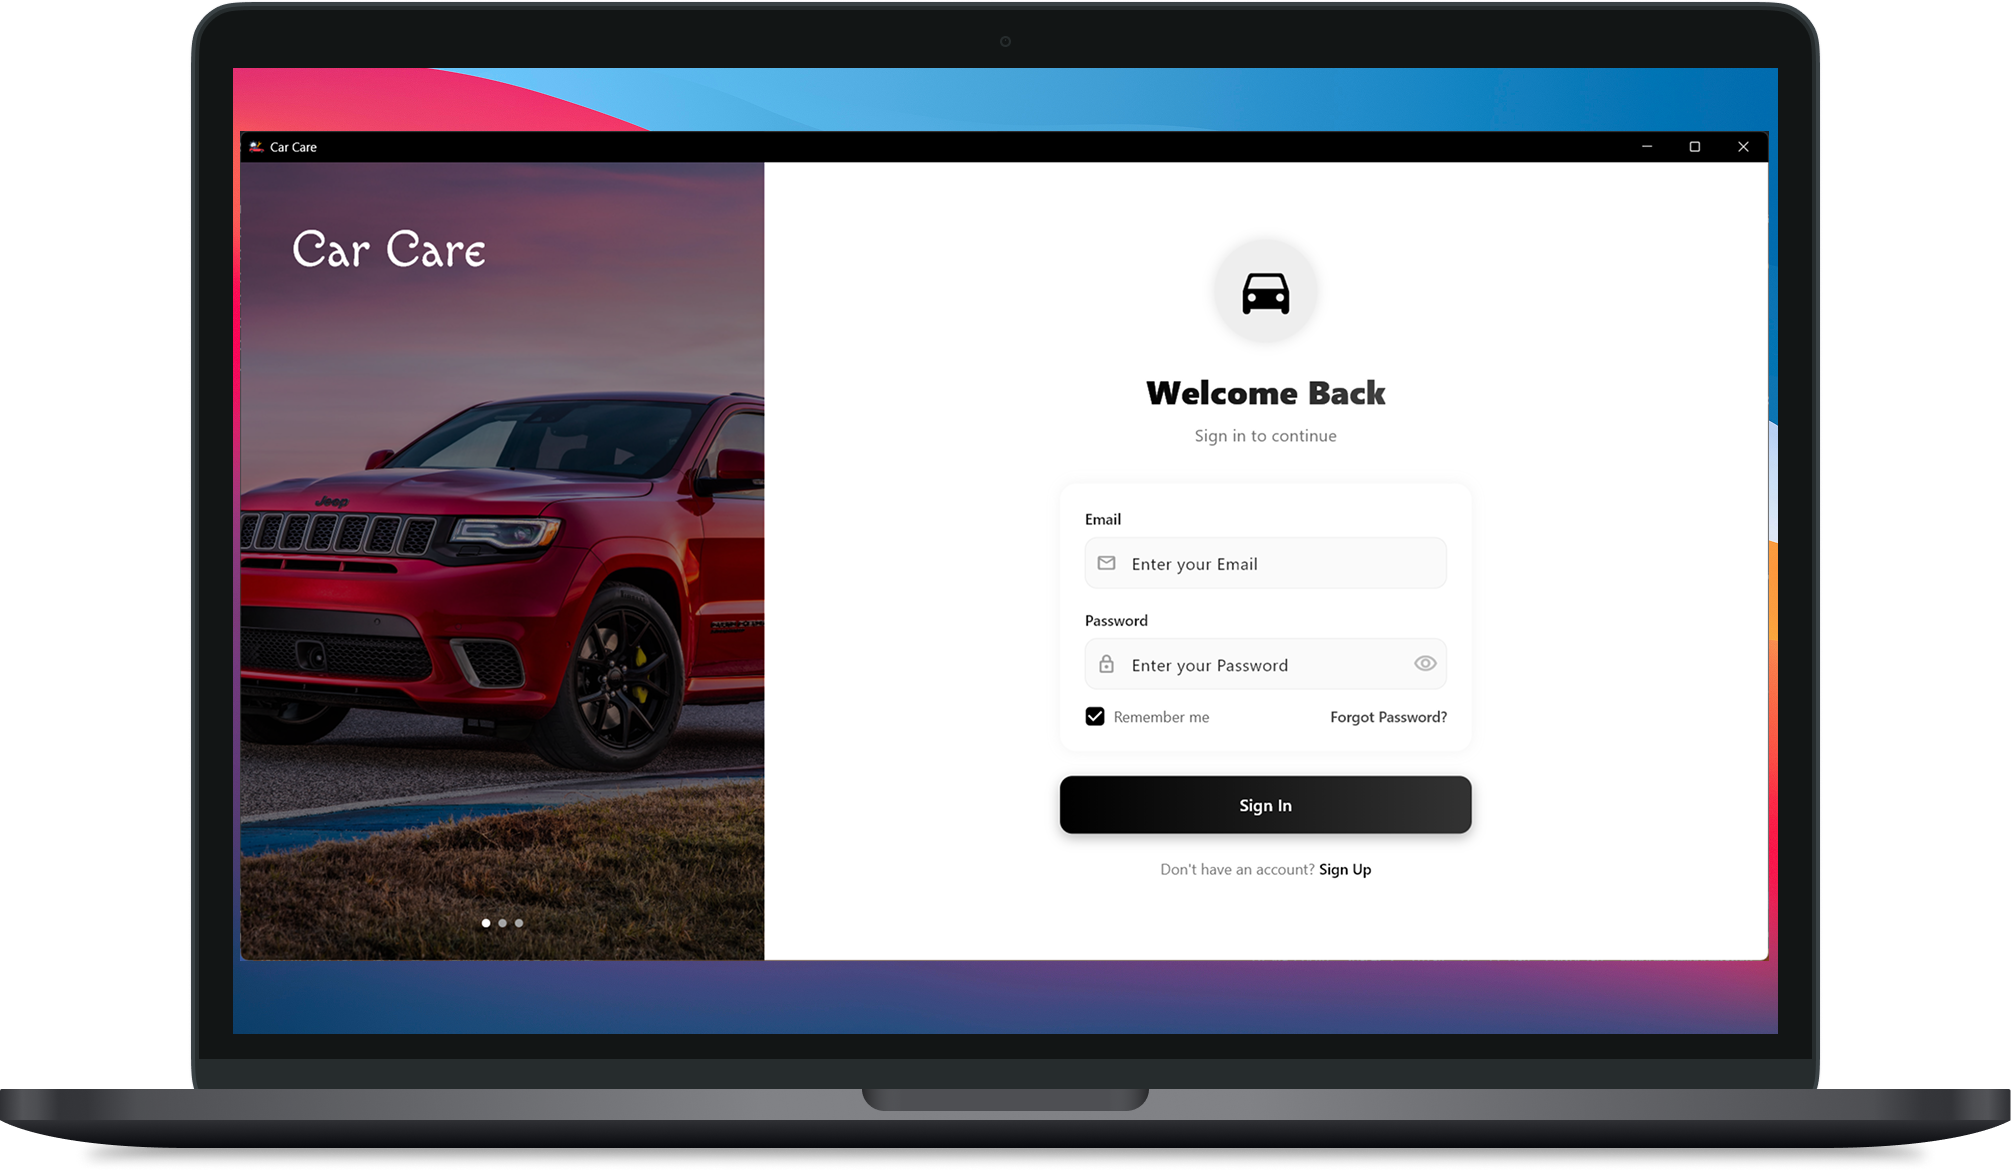 Car Care
Car Care
Jeep
Welcome Back
Sign in to continue
Email
Enter your Email
Password
Enter your Password
Remember me
Forgot Password?
Sign In
Don't have an account? Sign Up